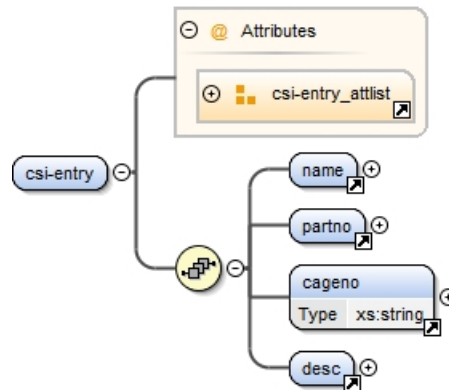 Attributes
csi-entry_attlist
csi-entry
name
partno
cageno
Type xs:string
desc